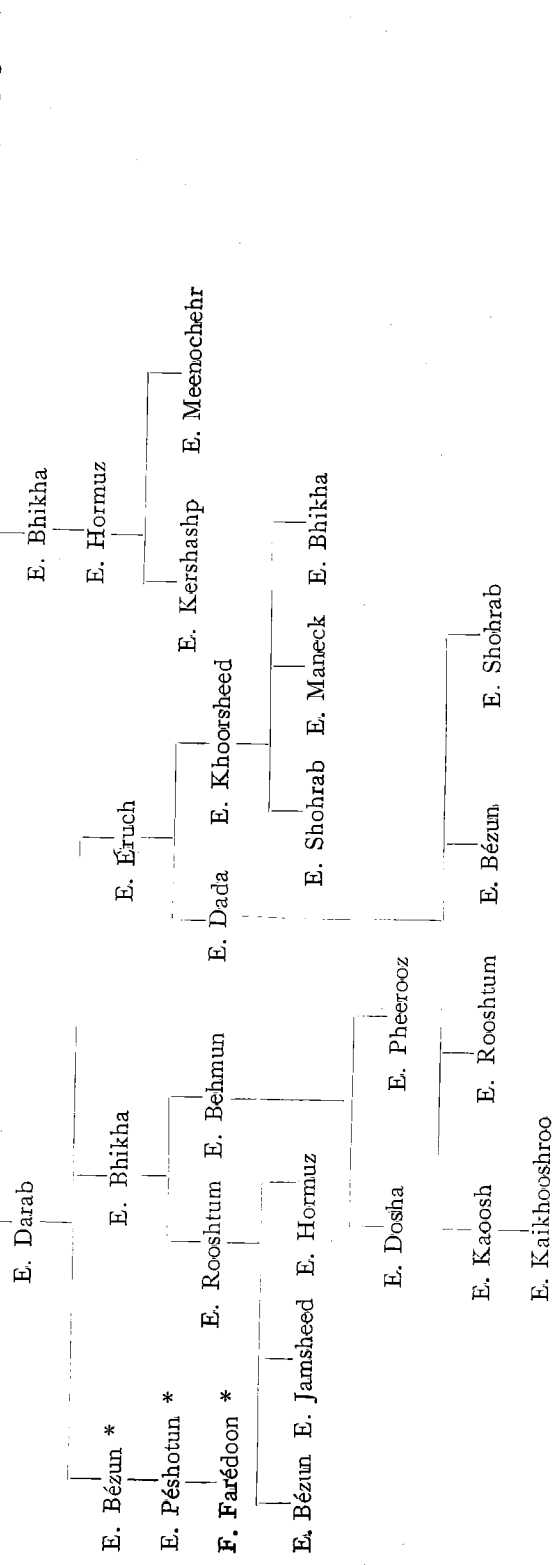 E. Darab E. Bhikha
E. Hormuz
E. Bézun * E. Bhikha E. Éruch
E. Péshotun * E. Kershashp E. Meenochehr
F. Farédoon * E. Rooshtum E. Behmun E. Dada E. Khoorsheed
E. Bézun E. Jamsheed E. Hormuz E. Shohrab E. Maneck E. Bhikha
E. Dosha E. Pheerooz
E. Kaoosh E. Rooshtum E. Bézun E. Shohrab
E. Kaikhooshroo